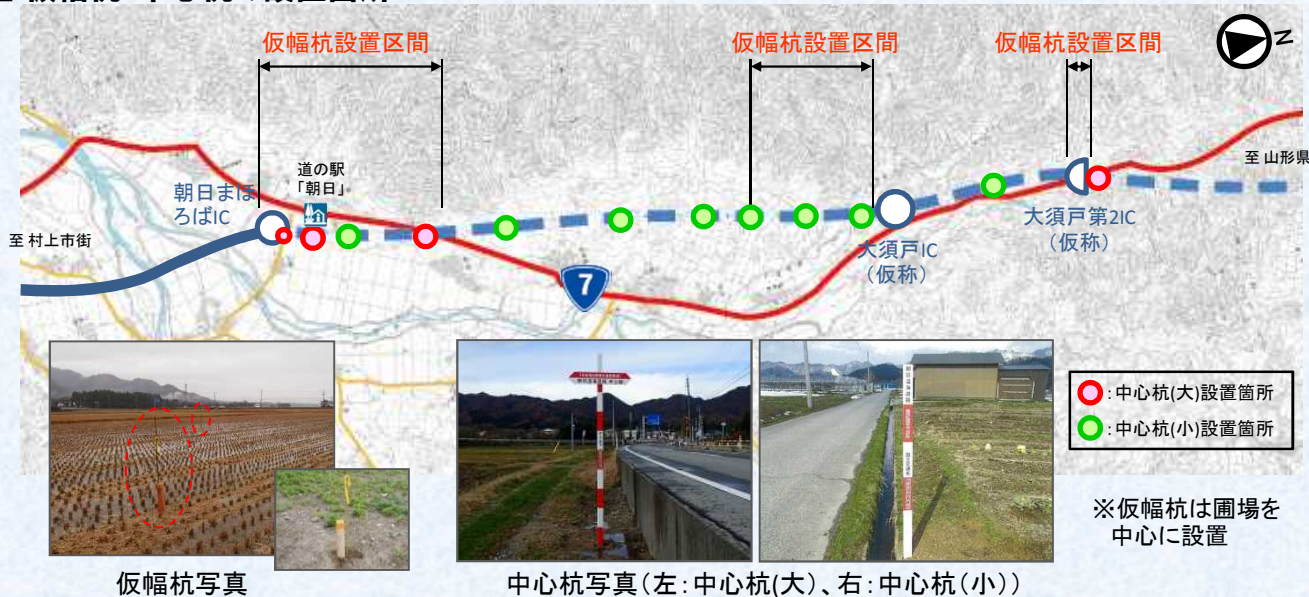 仮幅杭設置区間
仮幅杭設置区間
仮幅杭設置区間
N
道の駅
「朝日」
朝日まほ
ろばIC
至 村上市街
至 山形県
大須戸第2IC
(仮称)
大須戸IC
(仮称)
7
:中心杭(大)設置箇所
:中心杭(小)設置箇所
※仮幅杭は圃場を
中心に設置
仮幅杭写真
中心杭写真(左:中心杭(大)、右:中心杭(小))